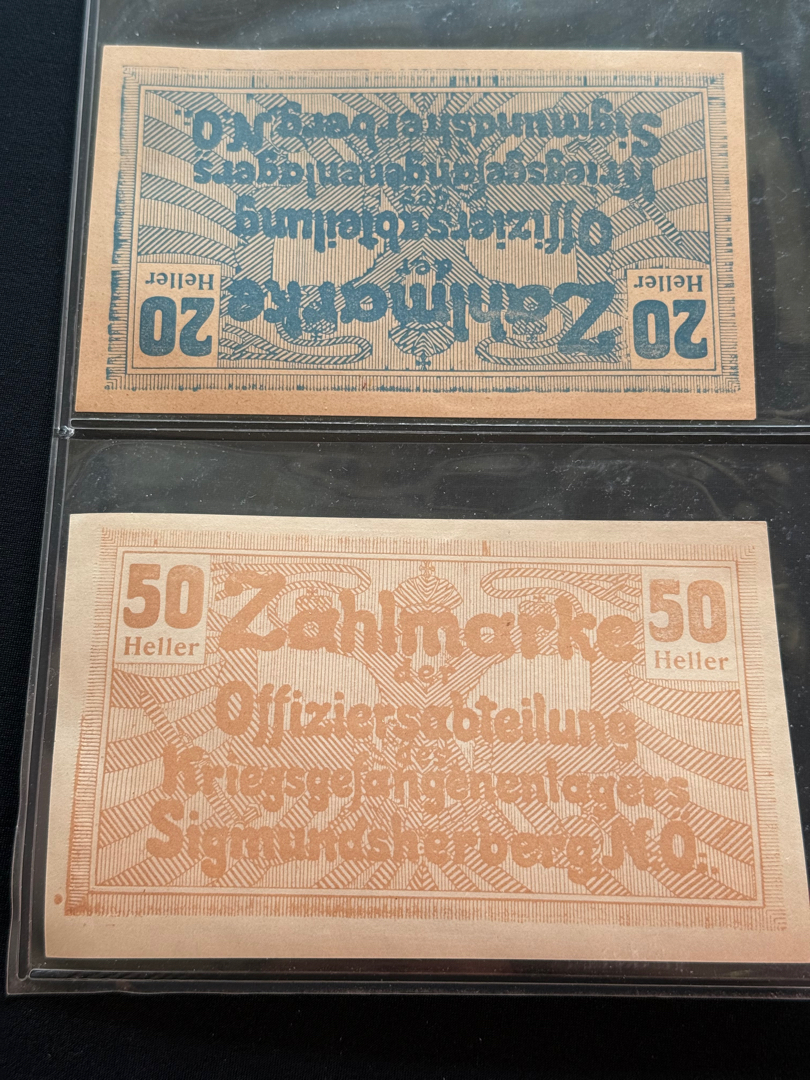 20 Heller
Zahlmarke
20 Heller
der
Offiziersabteilung
des
Kriegsgefangenenlagers
Sigmundsherberg N.Ö..
50 Heller
Zahlmarke
50 Heller
der
Offiziersabteilung
des
Kriegsgefangenenlagers
Sigmundsherberg N.Ö..